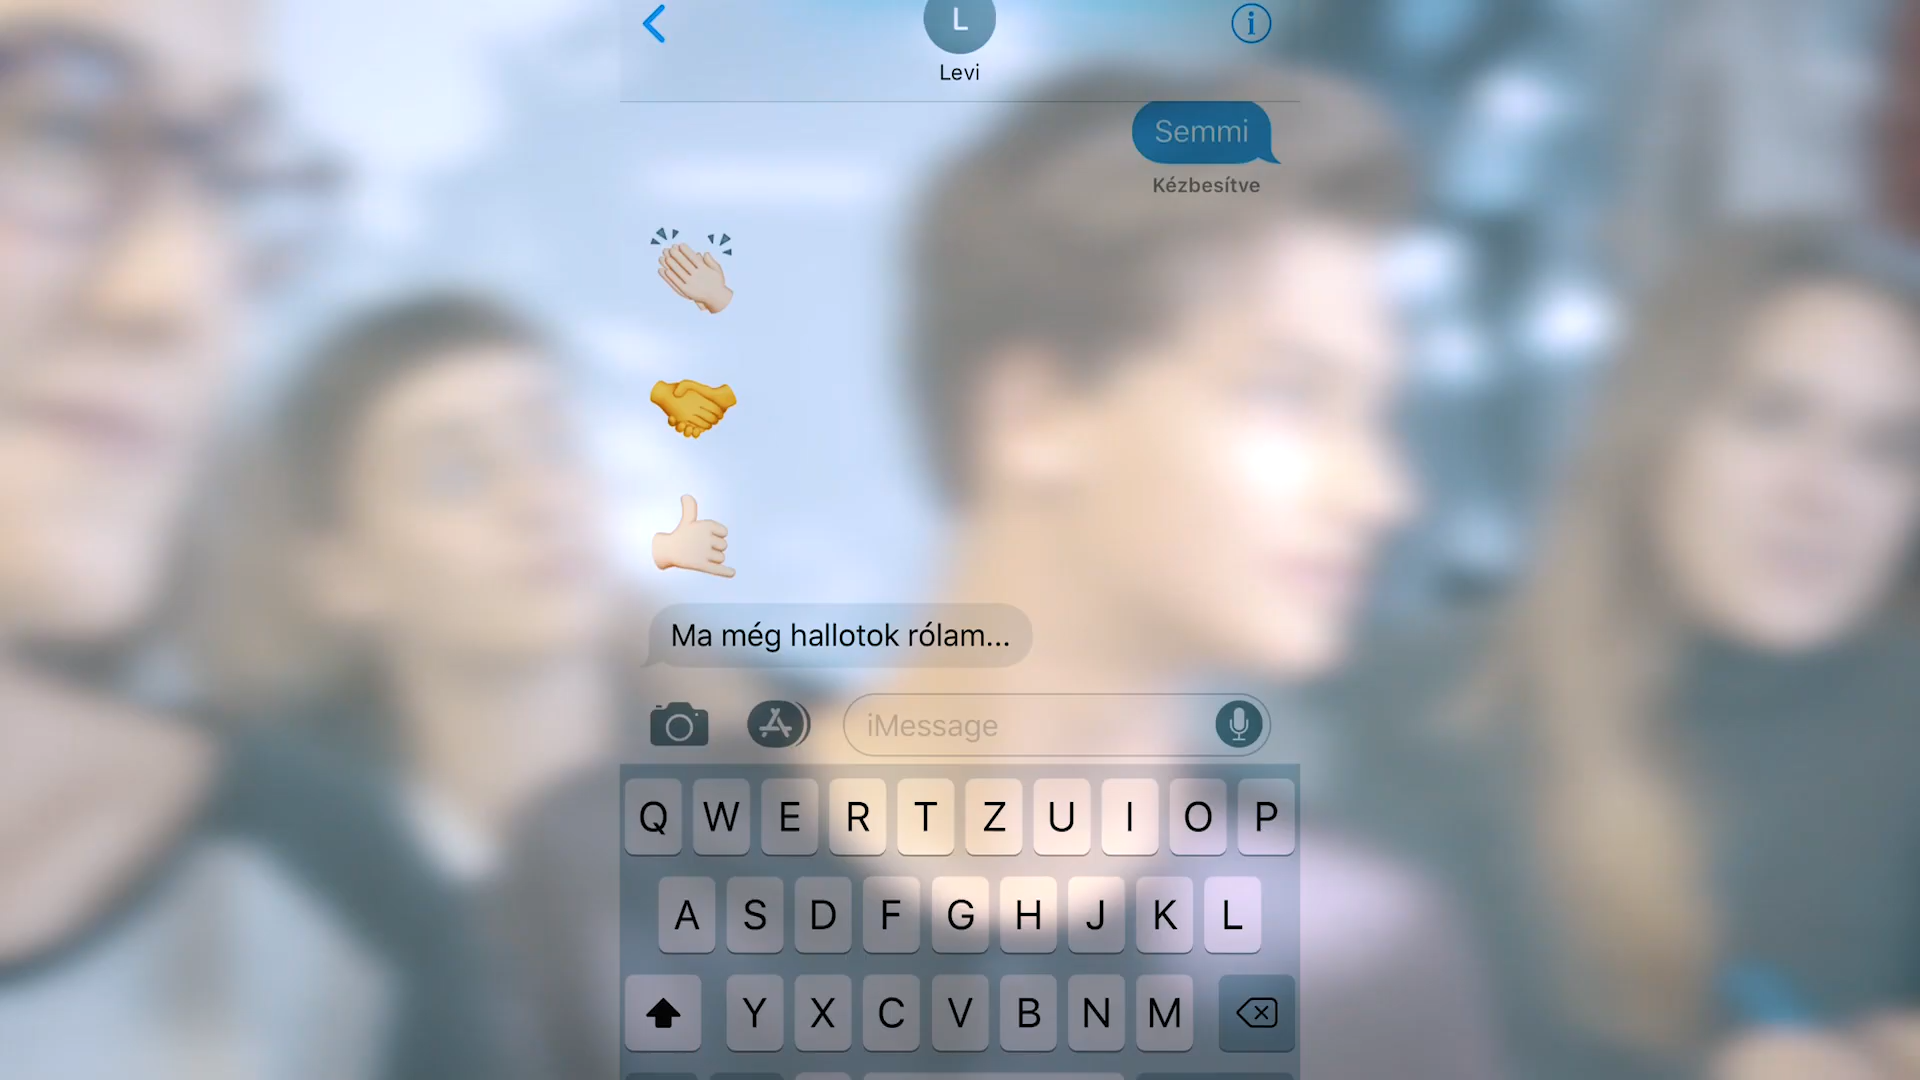 L
Levi
Semmi
Kézbesítve
Ma még hallotok rólam...
iMessage
Q W E R T Z U I O P
A S D F G H J K L
Y X C V B N M